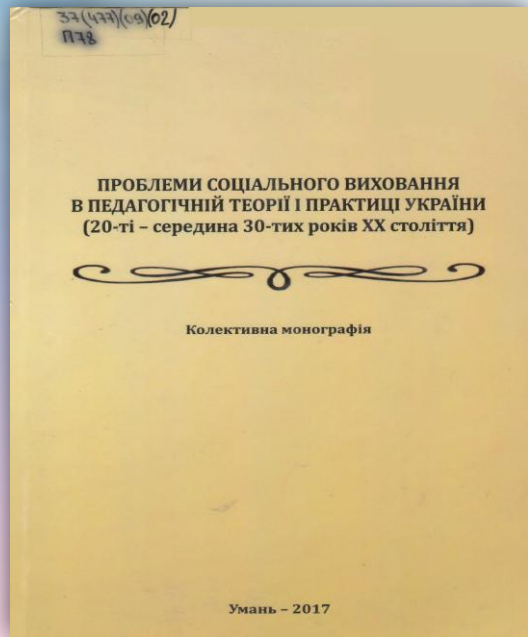 37(477)(09)(02)
П78
ПРОБЛЕМИ СОЦІАЛЬНОГО ВИХОВАННЯ
В ПЕДАГОГІЧНІЙ ТЕОРІЇ І ПРАКТИЦІ УКРАЇНИ
(20-ті – середина 30-тих років ХХ століття)
Колективна монографія
Умань – 2017